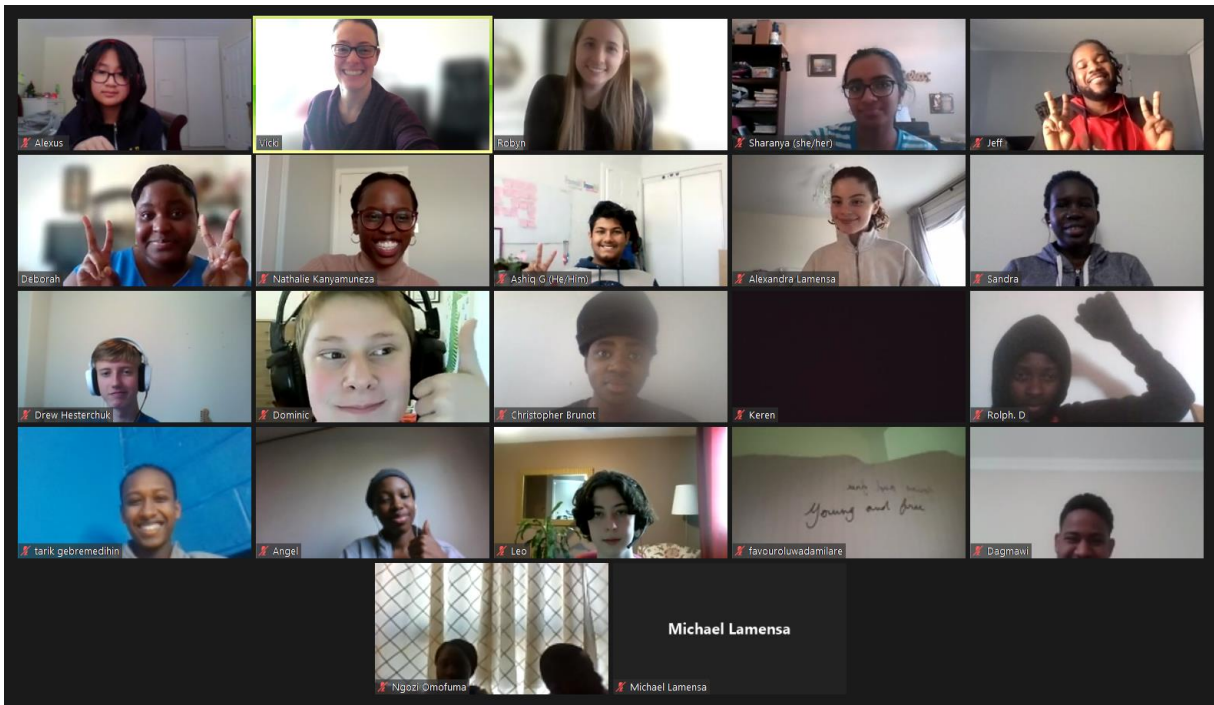 Alexus
Vicki
Robyn
Sharanya (she/her)
Jeff
Deborah
Nathalie Kanyamuneza
Ashiq G (He/Him)
Alexandra Lamensa
Sandra
Drew Hesterchuk
Dominic
Christopher Brunot
Keren
Rolph. D
tarik gebremedihin
Angel
Leo
Young and free
favouroluwadamilare
Dagmawi
Ngozi Omofuma
Michael Lamensa
Michael Lamensa